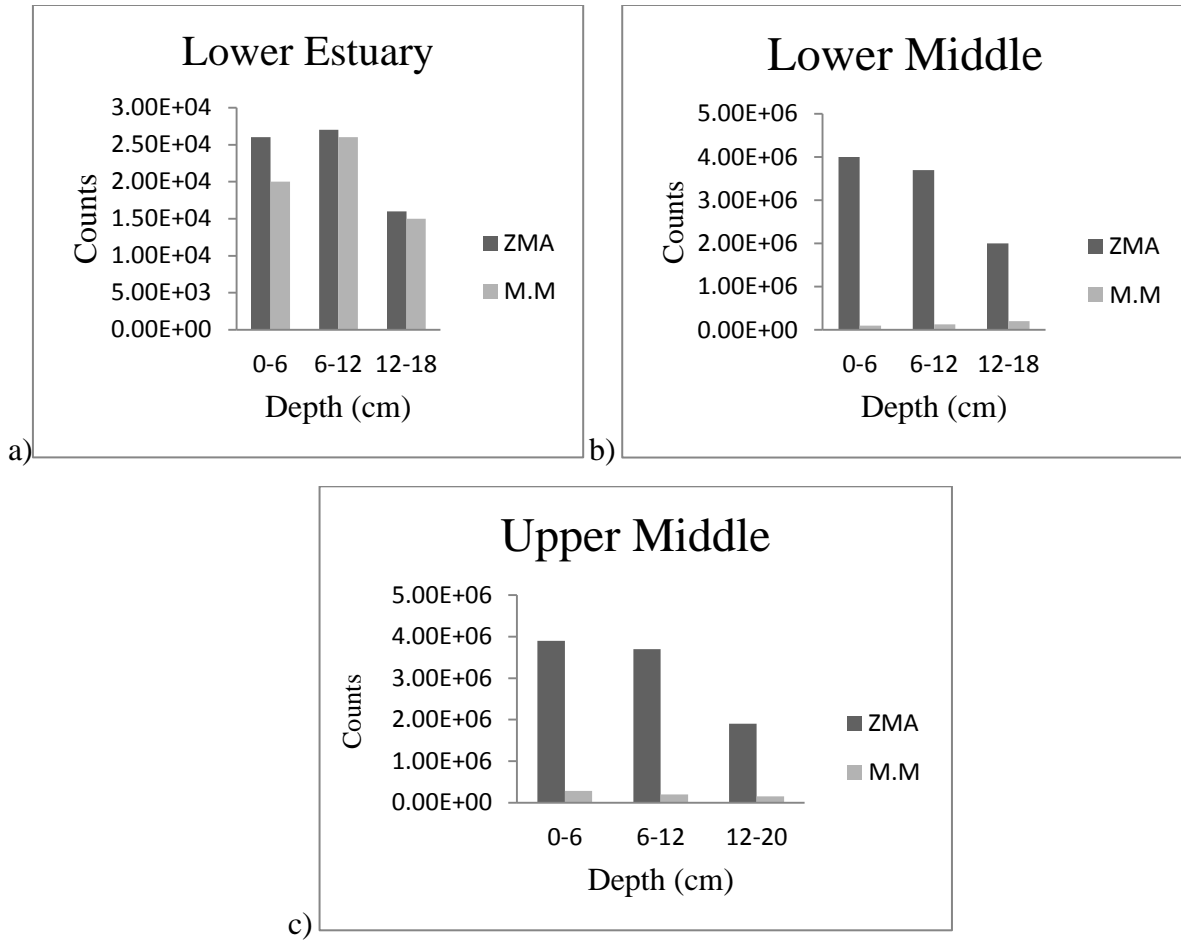 Lower Estuary
3.00E+04
2.50E+04
2.00E+04
1.50E+04
1.00E+04
5.00E+03
0.00E+00
Counts
0-6 6-12 12-18
Depth (cm)
ZMA
M.M
a)
Lower Middle
5.00E+06
4.00E+06
3.00E+06
2.00E+06
1.00E+06
0.00E+00
Counts
0-6 6-12 12-18
Depth (cm)
ZMA
M.M
b)
Upper Middle
5.00E+06
4.00E+06
3.00E+06
2.00E+06
1.00E+06
0.00E+00
Counts
0-6 6-12 12-20
Depth (cm)
ZMA
M.M
c)